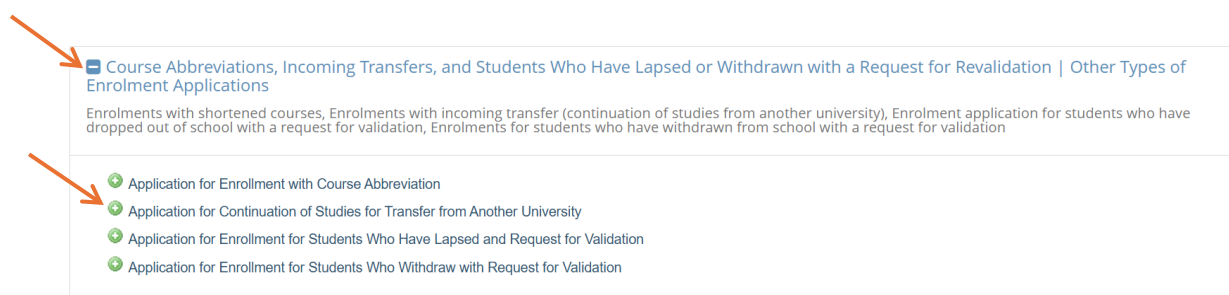 Course Abbreviations, Incoming Transfers, and Students Who Have Lapsed or Withdrawn with a Request for Revalidation | Other Types of
Enrolment Applications
Enrolments with shortened courses, Enrolments with incoming transfer (continuation of studies from another university), Enrolment application for students who have
dropped out of school with a request for validation, Enrolments for students who have withdrawn from school with a request for validation
Application for Enrollment with Course Abbreviation
Application for Continuation of Studies for Transfer from Another University
Application for Enrollment for Students Who Have Lapsed and Request for Validation
Application for Enrollment for Students Who Withdraw with Request for Validation